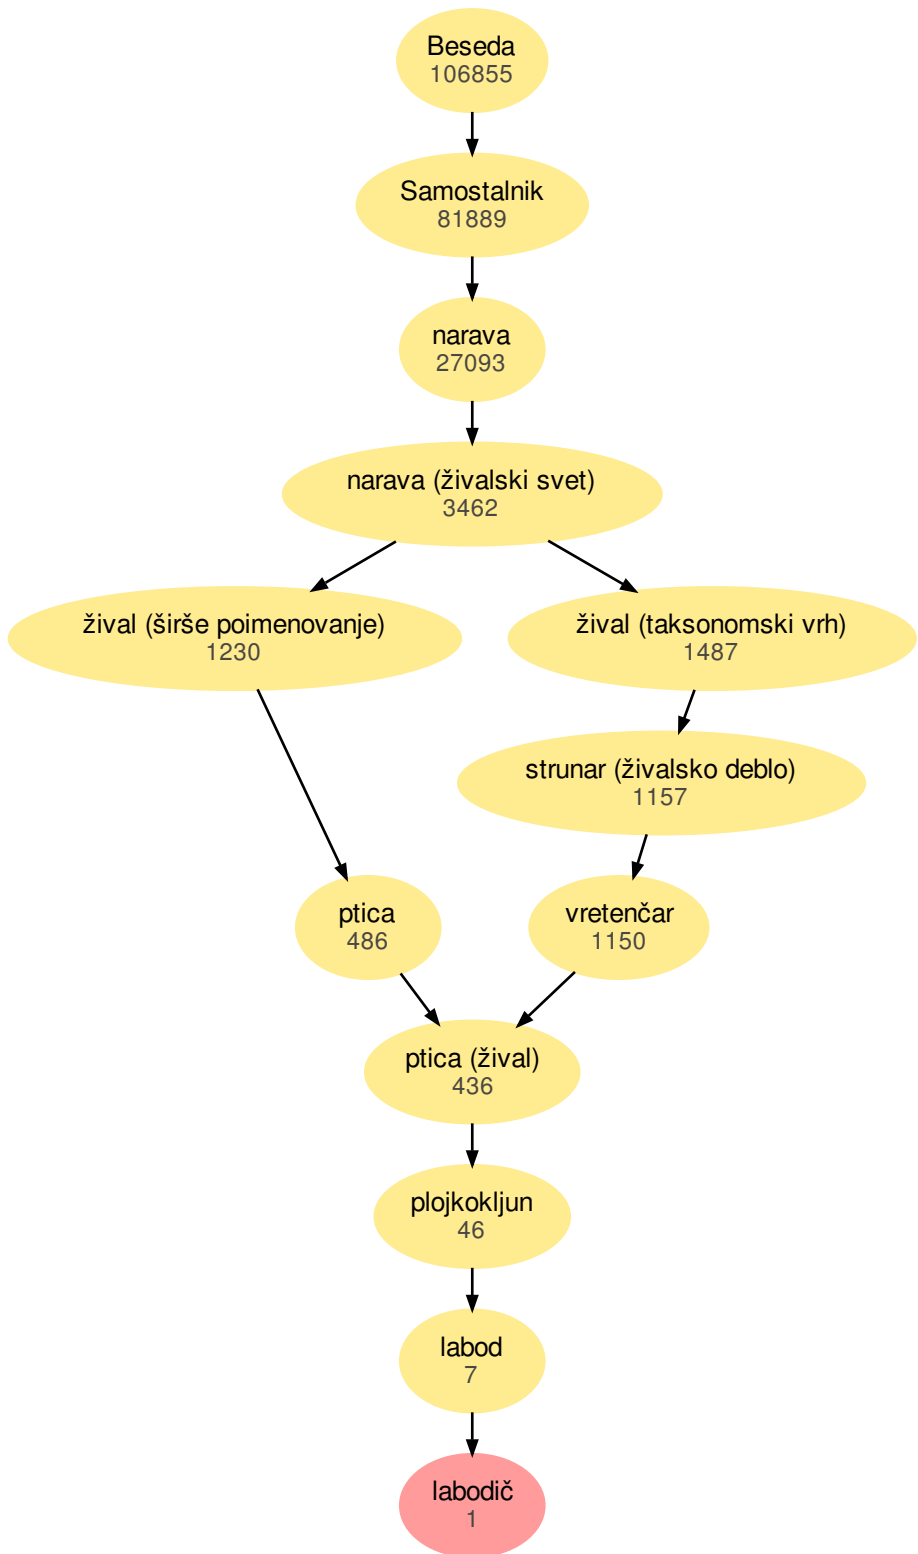 Beseda
106855
Samostalnik
81889
narava
27093
narava (živalski svet)
3462
žival (širše poimenovanje)
1230
žival (taksonomski vrh)
1487
strunar (živalsko deblo)
1157
ptica
486
vretenčar
1150
ptica (žival)
436
plojkokljun
46
labod
7
labodič
1